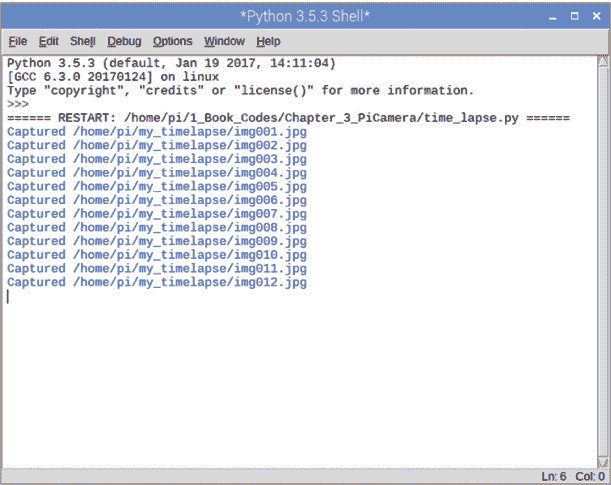 *Python 3.5.3 Shell*
File Edit Shell Debug Options Window Help
Python 3.5.3 (default, Jan 19 2017, 14:11:04)
[GCC 6.3.0 20170124] on linux
Type "copyright", "credits" or "license()" for more information.
>>>
====== RESTART: /home/pi/1_Book_Codes/Chapter_3_PiCamera/time_lapse.py ======
Captured /home/pi/my_timelapse/img001.jpg
Captured /home/pi/my_timelapse/img002.jpg
Captured /home/pi/my_timelapse/img003.jpg
Captured /home/pi/my_timelapse/img004.jpg
Captured /home/pi/my_timelapse/img005.jpg
Captured /home/pi/my_timelapse/img006.jpg
Captured /home/pi/my_timelapse/img007.jpg
Captured /home/pi/my_timelapse/img008.jpg
Captured /home/pi/my_timelapse/img009.jpg
Captured /home/pi/my_timelapse/img010.jpg
Captured /home/pi/my_timelapse/img011.jpg
Captured /home/pi/my_timelapse/img012.jpg
Ln: 6 Col: 0